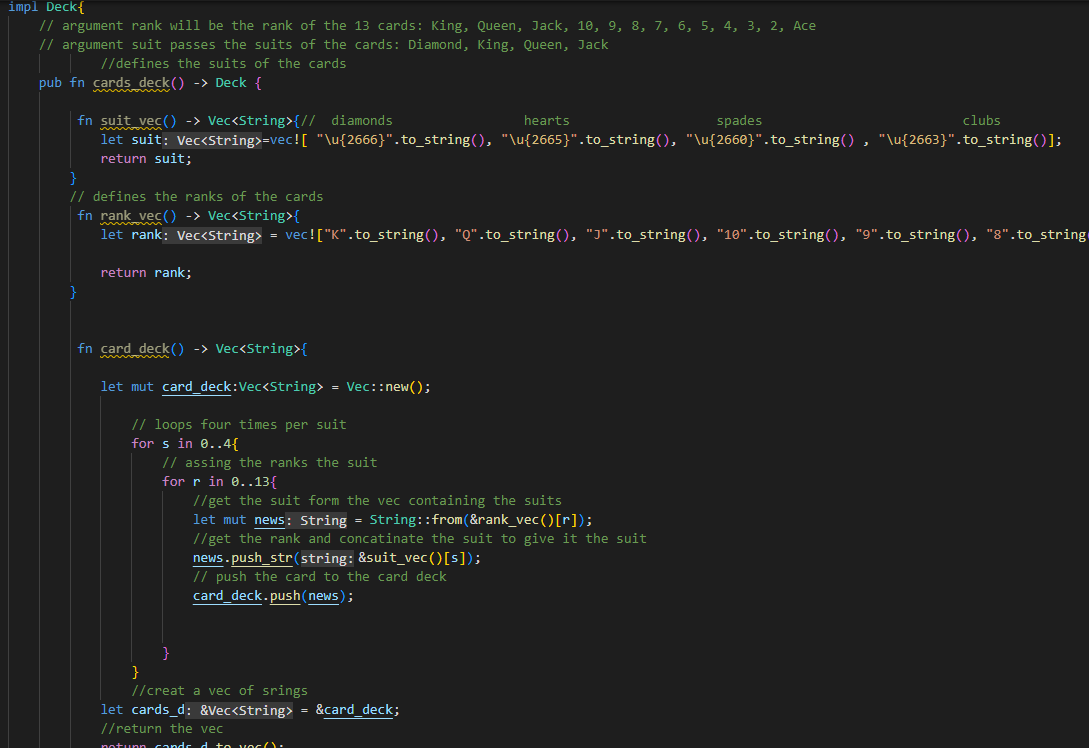 impl Deck{
// argument rank will be the rank of the 13 cards: King, Queen, Jack, 10, 9, 8, 7, 6, 5, 4, 3, 2, Ace
// argument suit passes the suits of the cards: Diamond, King, Queen, Jack
//defines the suits of the cards
pub fn cards_deck() -> Deck {
fn suit_vec() -> Vec<String>{// diamonds hearts spades clubs
let suit: Vec<String>=vec![ "\u{2666}".to_string(), "\u{2665}".to_string(), "\u{2660}".to_string() , "\u{2663}".to_string()];
return suit;
}
// defines the ranks of the cards
fn rank_vec() -> Vec<String>{
let rank: Vec<String> = vec!["K".to_string(), "Q".to_string(), "J".to_string(), "10".to_string(), "9".to_string(), "8".to_string
return rank;
}
fn card_deck() -> Vec<String>{
let mut card_deck:Vec<String> = Vec::new();
// loops four times per suit
for s in 0..4{
// assing the ranks the suit
for r in 0..13{
//get the suit form the vec containing the suits
let mut news: String = String::from(&rank_vec()[r]);
//get the rank and concatinate the suit to give it the suit
news.push_str(string: &suit_vec()[s]);
// push the card to the card deck
card_deck.push(news);
}
}
//creat a vec of srings
let cards_d: &Vec<String> = &card_deck;
//return the vec
return cards_d.to_vec();